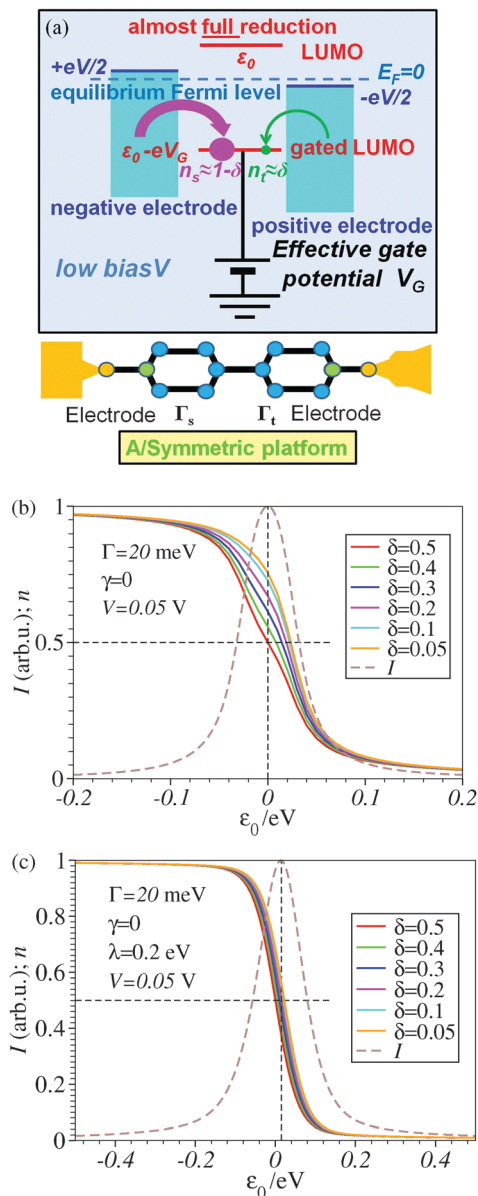 (a)
almost full reduction
ε0 LUMO
+eV/2
EF=0
equilibrium Fermi level
-eV/2
ε0-eVG
gated LUMO
ns≈1-δ nt≈δ
negative electrode
positive electrode
low biasV
Effective gate
potential VG
Electrode Γs Γt Electrode
A/Symmetric platform
(b)
I (arb.u.); n
1
0.5
0
Γ=20 meV
γ=0
V=0.05 V
δ=0.5
δ=0.4
δ=0.3
δ=0.2
δ=0.1
δ=0.05
I
-0.2 -0.1 0 0.1 0.2
ε0/eV
(c)
I (arb.u.); n
1
0.8
0.6
0.4
0.2
0
Γ=20 meV
γ=0
λ=0.2 eV
V=0.05 V
δ=0.5
δ=0.4
δ=0.3
δ=0.2
δ=0.1
δ=0.05
I
-0.4 -0.2 0 0.2 0.4
ε0/eV